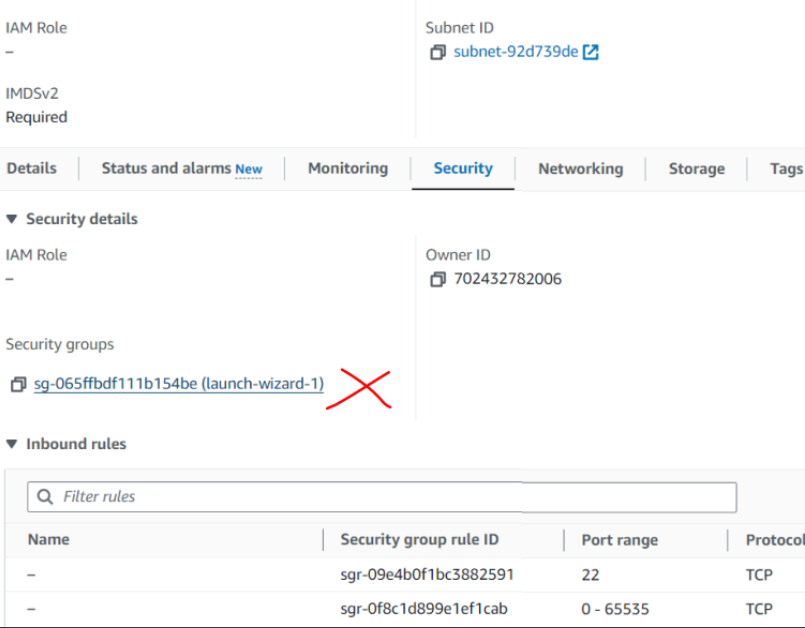 IAM Role
–
Subnet ID
subnet-92d739de
IMDSv2
Required
Details Status and alarms New Monitoring Security Networking Storage Tags
Security details
IAM Role
–
Owner ID
702432782006
Security groups
sg-065ffbdf111b154be (launch-wizard-1)
Inbound rules
Filter rules
Name Security group rule ID Port range Protocol
– sgr-09e4b0f1bc3882591 22 TCP
– sgr-0f8c1d899e1ef1cab 0 - 65535 TCP